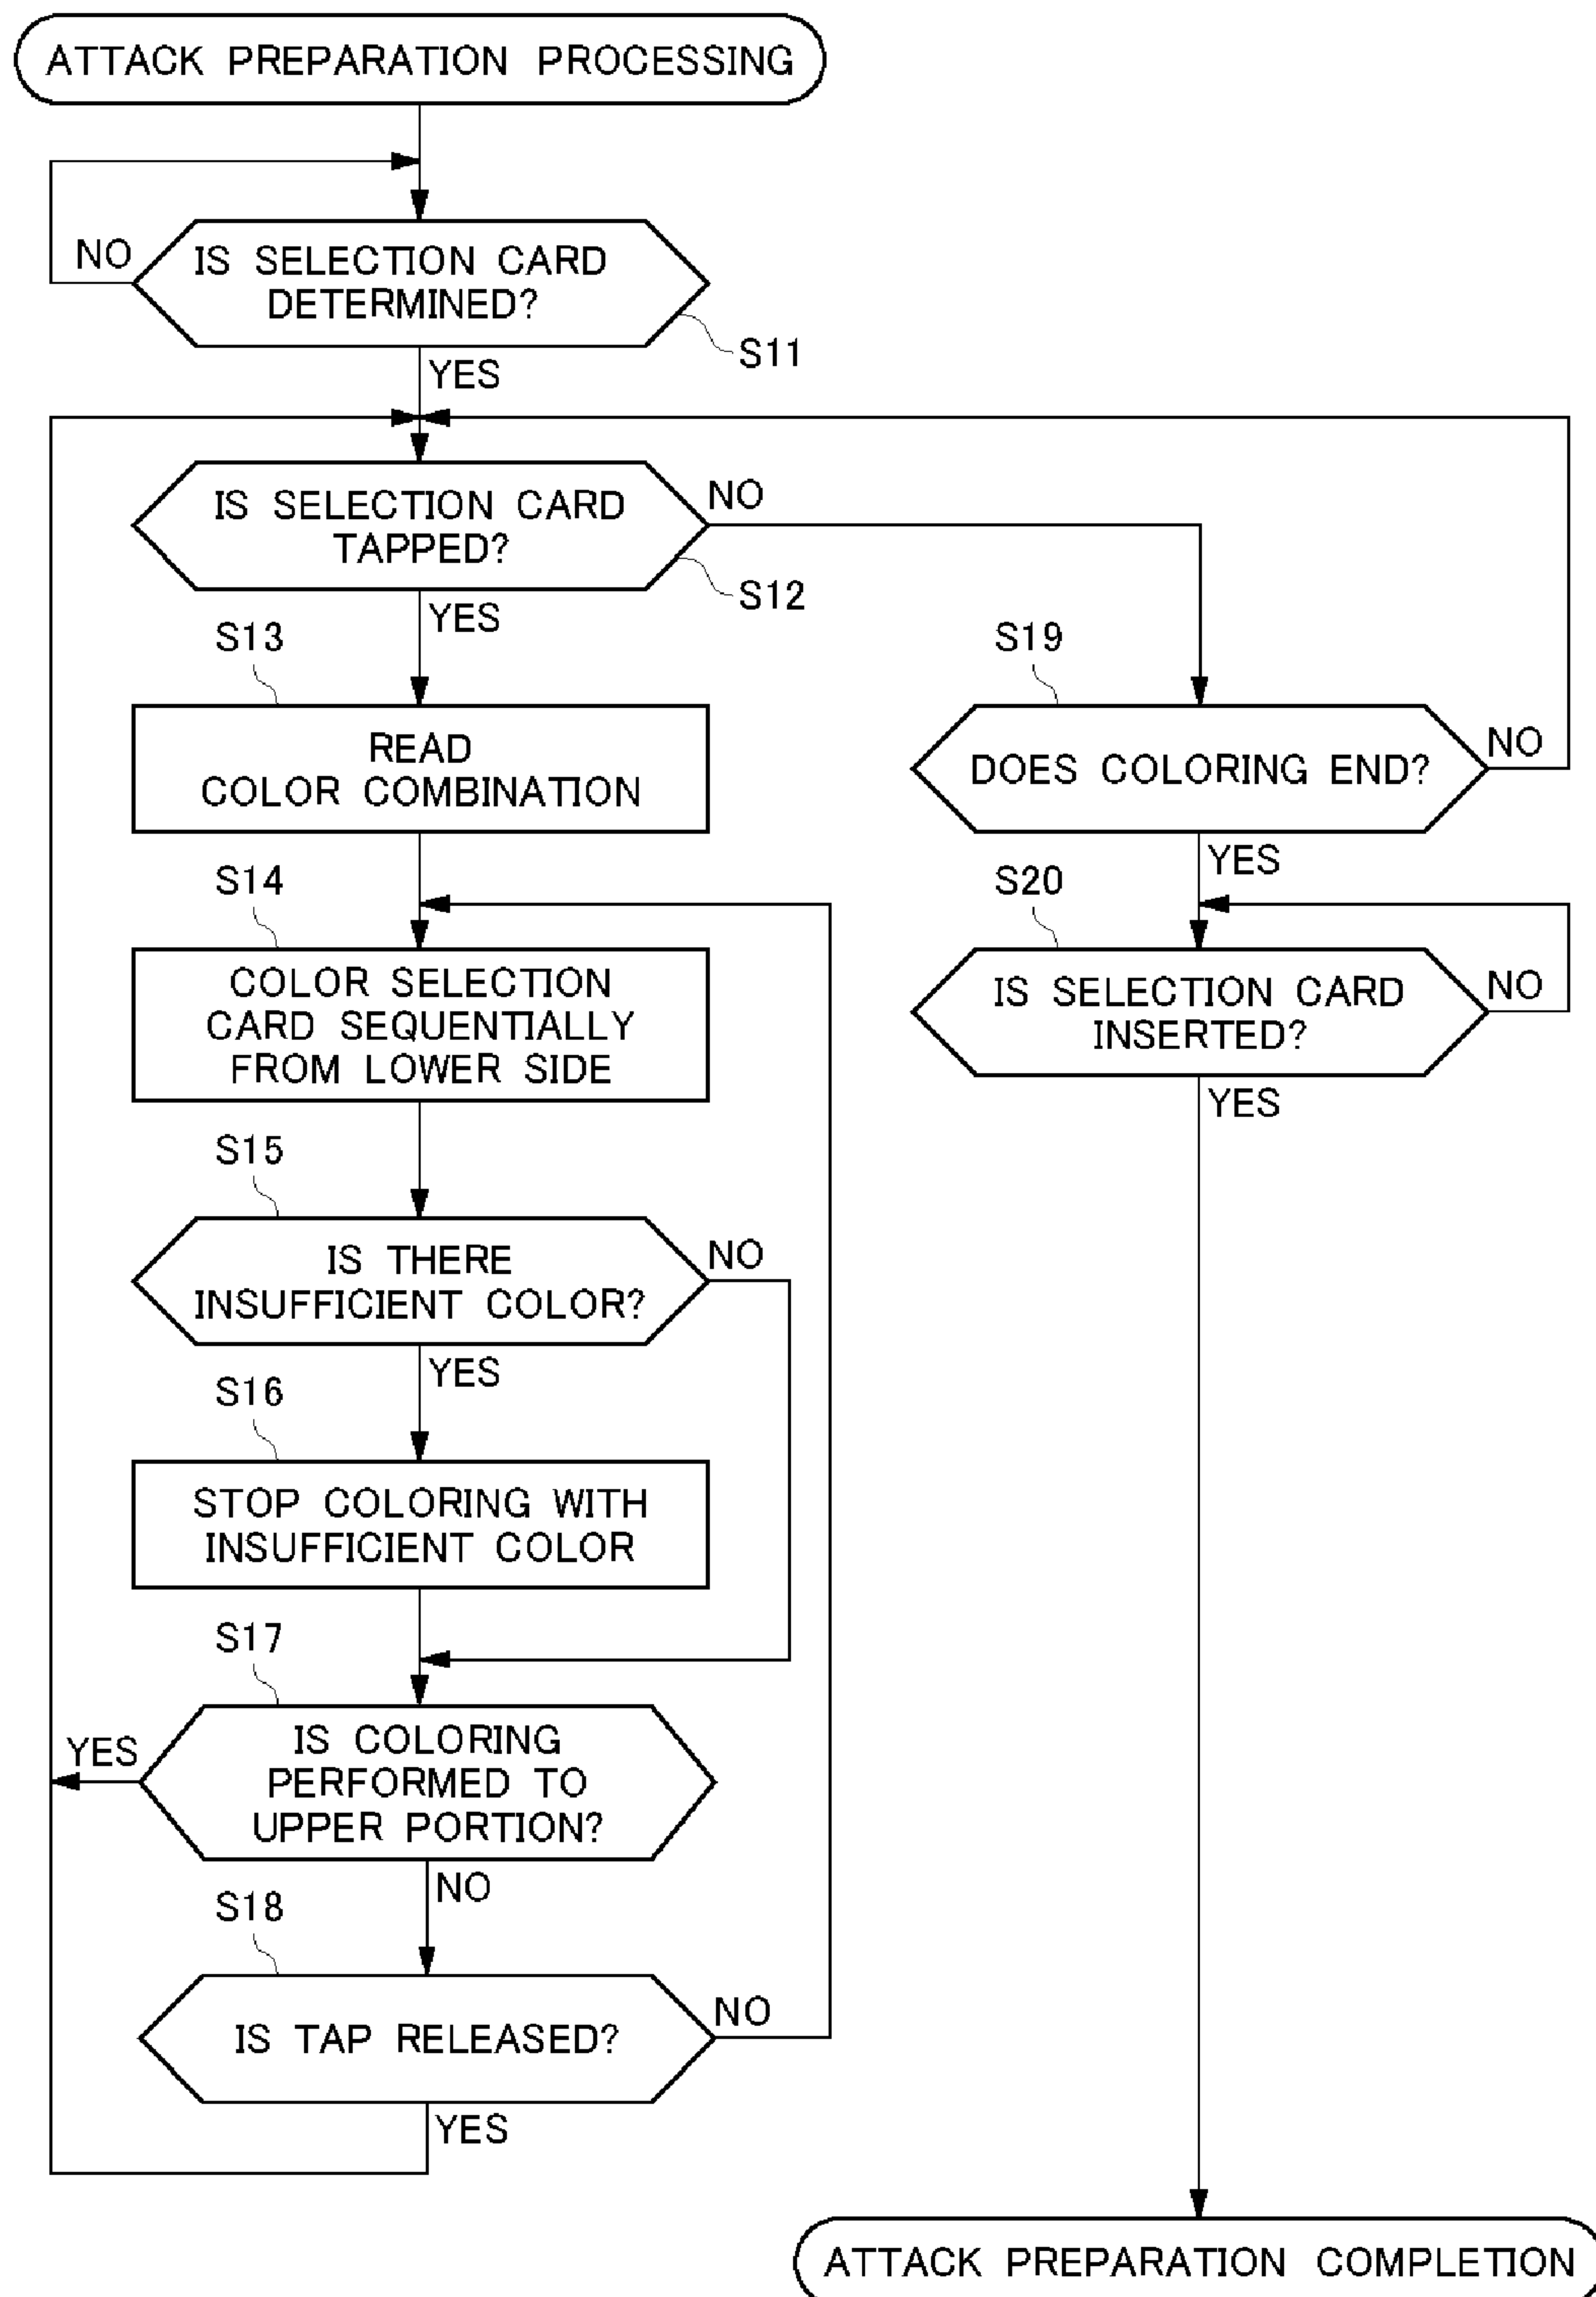 ATTACK PREPARATION PROCESSING
NO
IS SELECTION CARD
DETERMINED?
S11
YES
IS SELECTION CARD
TAPPED?
NO
S12
YES
S13
READ
COLOR COMBINATION
S14
COLOR SELECTION
CARD SEQUENTIALLY
FROM LOWER SIDE
S15
IS THERE
INSUFFICIENT COLOR?
NO
YES
S16
STOP COLORING WITH
INSUFFICIENT COLOR
S17
IS COLORING
PERFORMED TO
UPPER PORTION?
YES
NO
S18
IS TAP RELEASED?
NO
YES
S19
DOES COLORING END?
NO
YES
S20
IS SELECTION CARD
INSERTED?
NO
YES
ATTACK PREPARATION COMPLETION